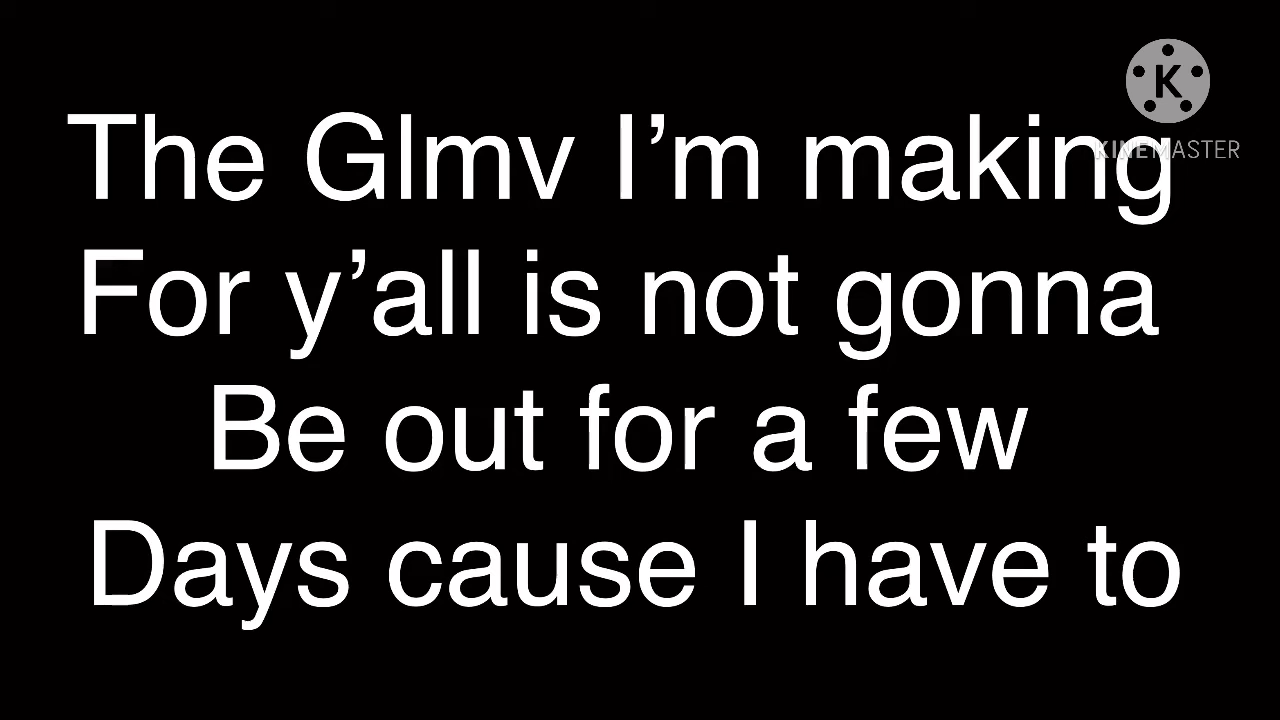 K
KINEMASTER
The Glmv I’m making
For y’all is not gonna
Be out for a few
Days cause I have to